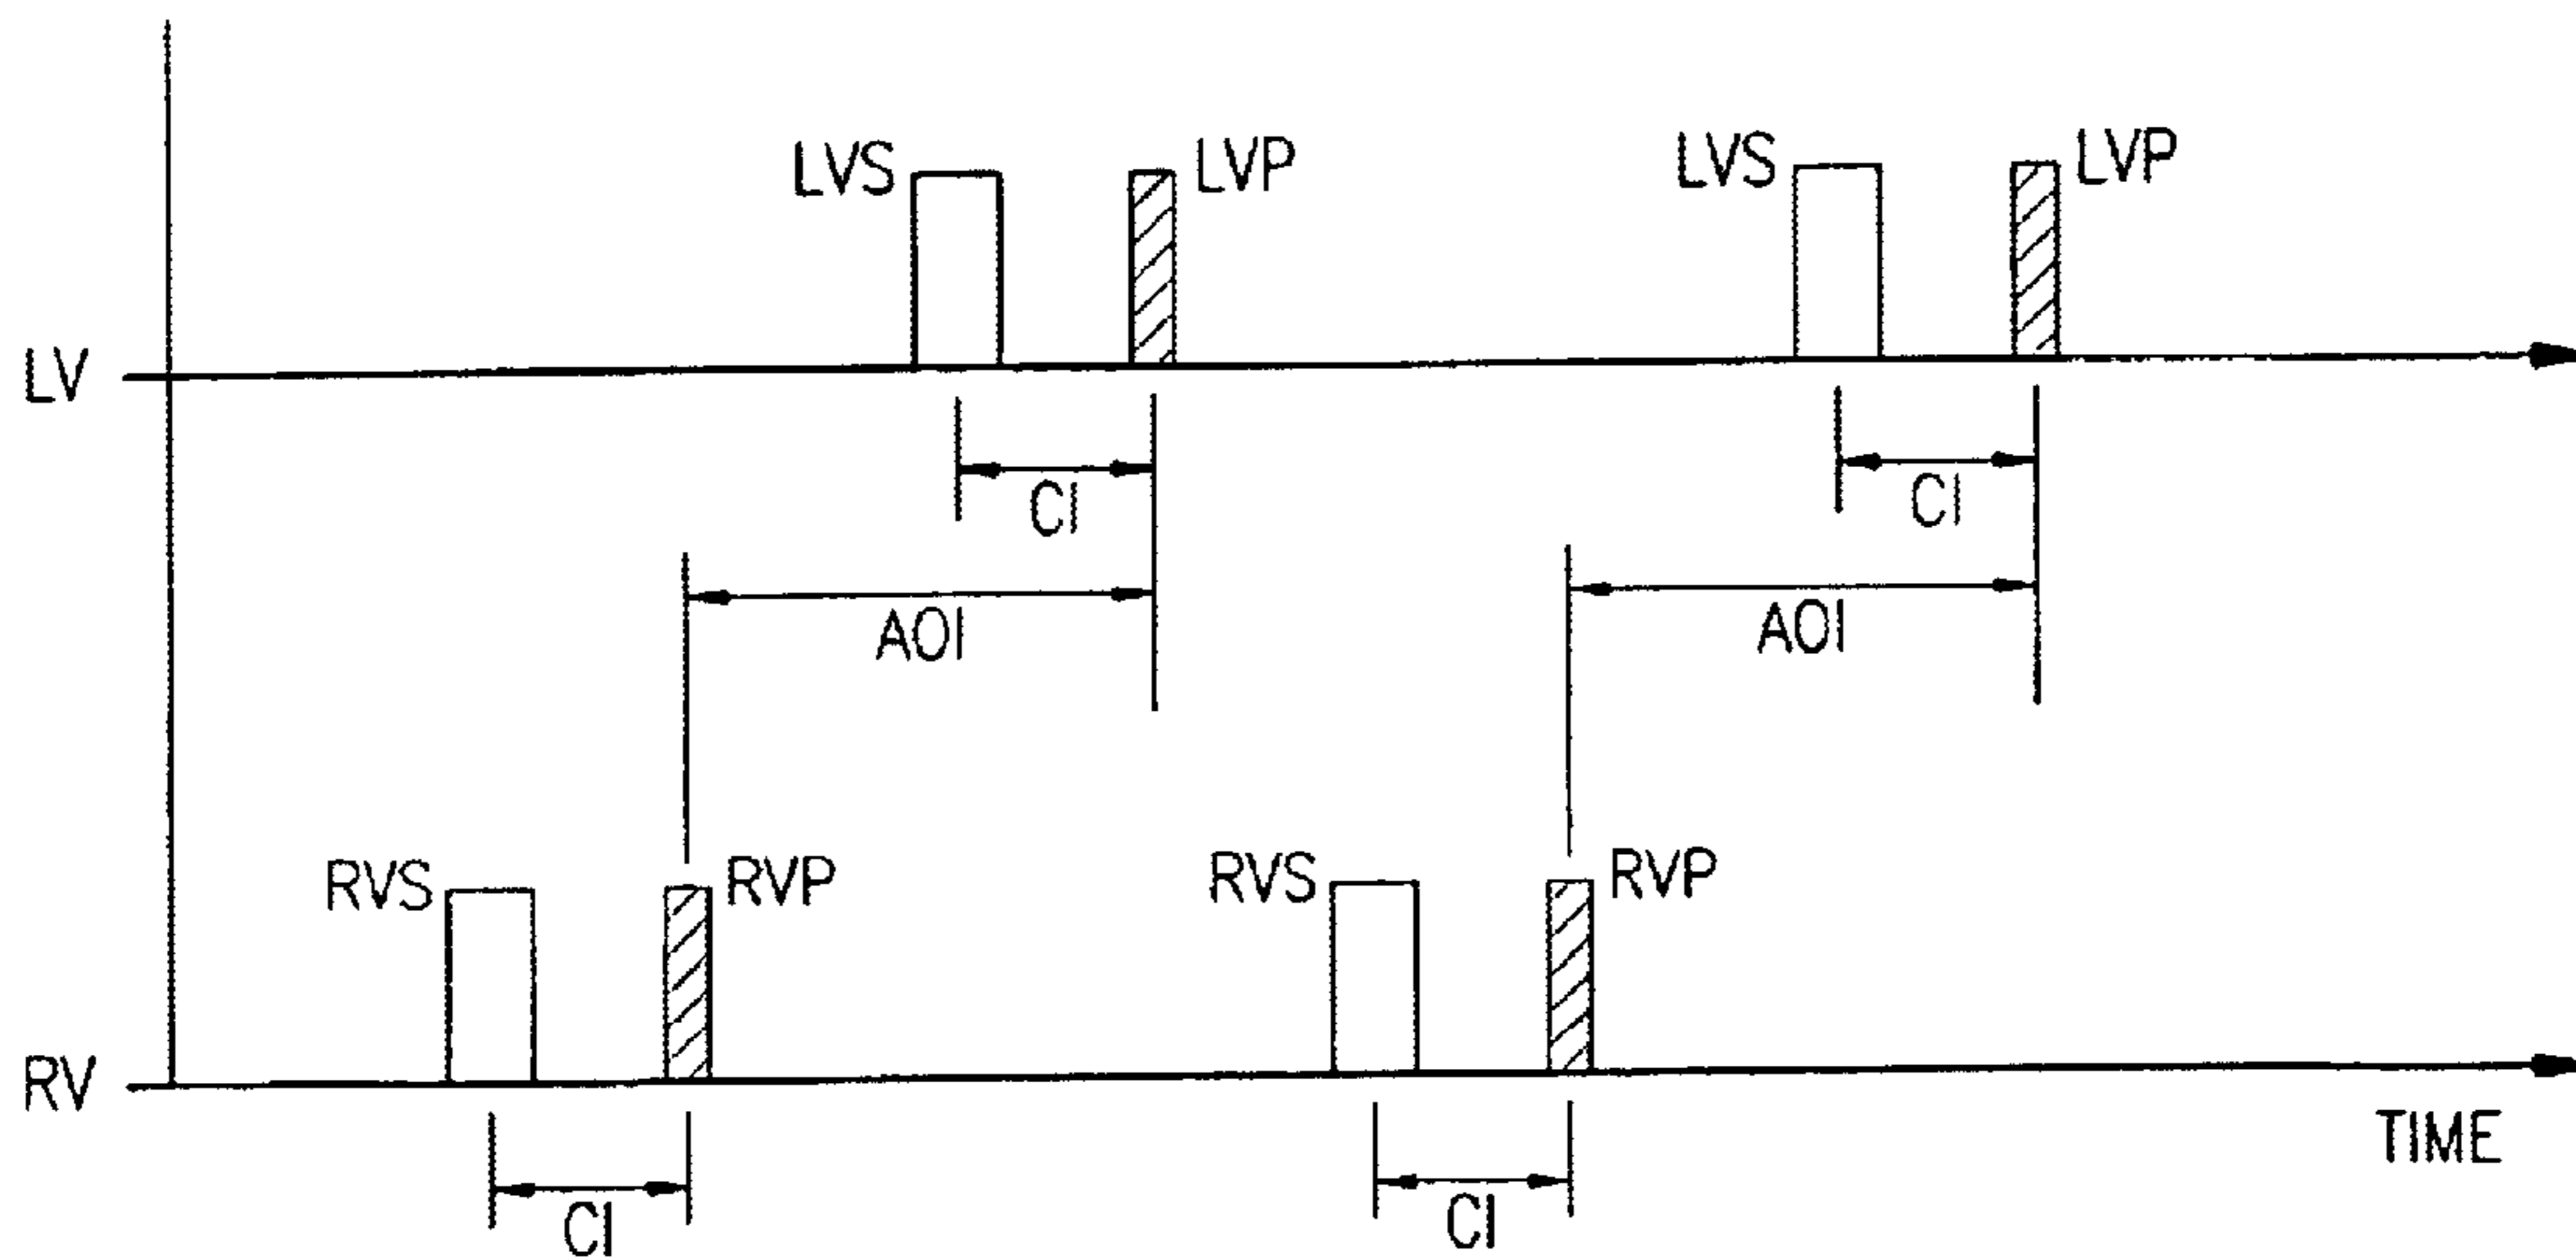 LVS LVP LVS LVP
LV
CI CI
AOI AOI
RVS RVP RVS RVP
RV
TIME
CI CI